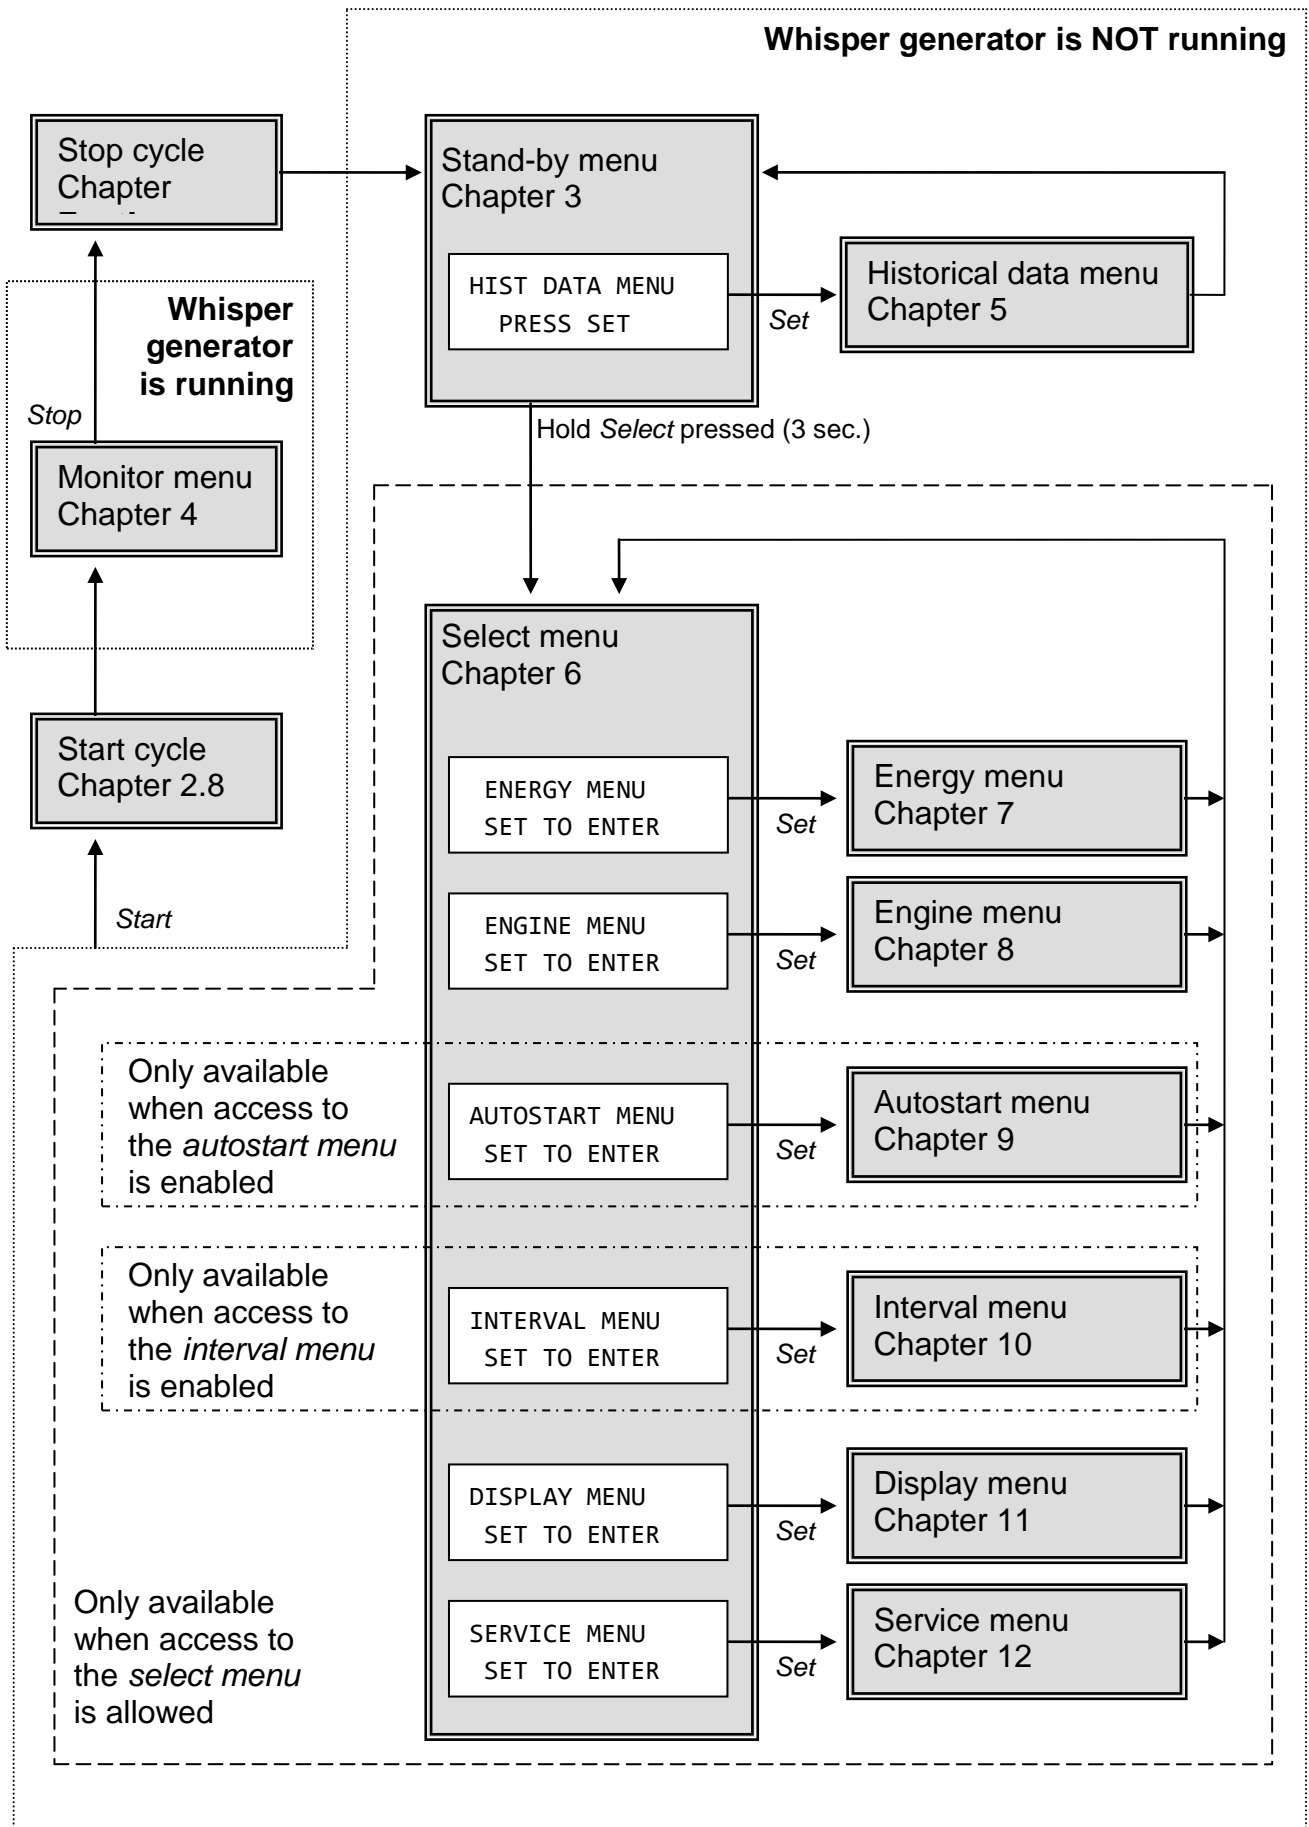 Whisper generator is NOT running
Stop cycle
Chapter
Stand-by menu
Chapter 3
HIST DATA MENU
PRESS SET
Set
Historical data menu
Chapter 5
Whisper
generator
is running
Stop
Monitor menu
Chapter 4
Hold Select pressed (3 sec.)
Start cycle
Chapter 2.8
Start
Select menu
Chapter 6
ENERGY MENU
SET TO ENTER
Set
Energy menu
Chapter 7
ENGINE MENU
SET TO ENTER
Set
Engine menu
Chapter 8
Only available
when access to
the autostart menu
is enabled
AUTOSTART MENU
SET TO ENTER
Set
Autostart menu
Chapter 9
Only available
when access to
the interval menu
is enabled
INTERVAL MENU
SET TO ENTER
Set
Interval menu
Chapter 10
DISPLAY MENU
SET TO ENTER
Set
Display menu
Chapter 11
Only available
when access to
the select menu
is allowed
SERVICE MENU
SET TO ENTER
Set
Service menu
Chapter 12